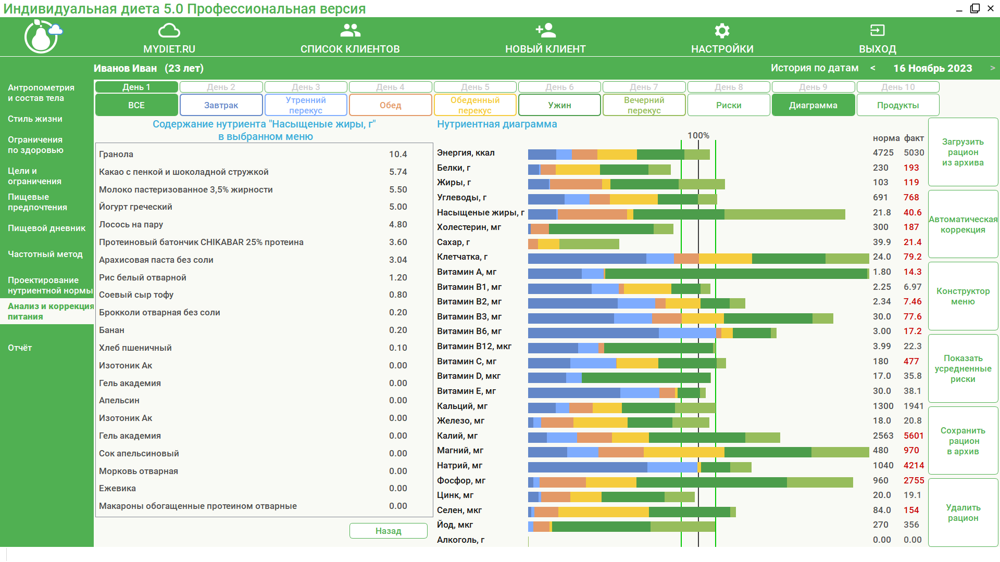 Индивидуальная диета 5.0 Профессиональная версия
MYDIET.RU
СПИСОК КЛИЕНТОВ
НОВЫЙ КЛИЕНТ
НАСТРОЙКИ
ВЫХОД
Иванов Иван (23 лет)
История по датам < 16 Ноябрь 2023 >
Антропометрия
и состав тела
Стиль жизни
Ограничения
по здоровью
Цели и
ограничения
Пищевые
предпочтения
Пищевой дневник
Частотный метод
Проектирование
нутриентной нормы
Анализ и коррекция
питания
Отчёт
День 1
День 2
День 3
День 4
День 5
День 6
День 7
День 8
День 9
День 10
ВСЕ
Завтрак
Утренний
перекус
Обед
Обеденный
перекус
Ужин
Вечерний
перекус
Риски
Диаграмма
Продукты
Содержание нутриента "Насыщеные жиры, г"
в выбранном меню
Гранола 10.4
Какао с пенкой и шоколадной стружкой 5.74
Молоко пастеризованное 3,5% жирности 5.50
Йогурт греческий 5.00
Лосось на пару 4.80
Протеиновый батончик CHIKABAR 25% протеина 3.60
Арахисовая паста без соли 3.04
Рис белый отварной 1.20
Соевый сыр тофу 0.80
Брокколи отварная без соли 0.20
Банан 0.20
Хлеб пшеничный 0.10
Изотоник Ак 0.00
Гель академия 0.00
Апельсин 0.00
Изотоник Ак 0.00
Гель академия 0.00
Сок апельсиновый 0.00
Морковь отварная 0.00
Ежевика 0.00
Макароны обогащенные протеином отварные 0.00
Назад
Нутриентная диаграмма
100%
норма факт
Энергия, ккал 4725 5030
Белки, г 230 193
Жиры, г 103 119
Углеводы, г 691 768
Насыщеные жиры, г 21.8 40.6
Холестерин, мг 300 187
Сахар, г 39.9 21.4
Клетчатка, г 24.0 79.2
Витамин A, мг 1.80 14.3
Витамин B1, мг 2.25 6.97
Витамин B2, мг 2.34 7.46
Витамин B3, мг 30.0 77.6
Витамин B6, мг 3.00 17.2
Витамин B12, мкг 3.99 22.3
Витамин C, мг 180 477
Витамин D, мкг 17.0 35.8
Витамин E, мг 30.0 38.1
Кальций, мг 1300 1941
Железо, мг 18.0 20.8
Калий, мг 2563 5601
Магний, мг 480 970
Натрий, мг 1040 4214
Фосфор, мг 960 2755
Цинк, мг 20.0 19.1
Селен, мкг 84.0 154
Йод, мкг 270 356
Алкоголь, г 0.00 0.00
Загрузить
рацион
из архива
Автоматическая
коррекция
Конструктор
меню
Показать
усредненные
риски
Сохранить
рацион
в архив
Удалить
рацион